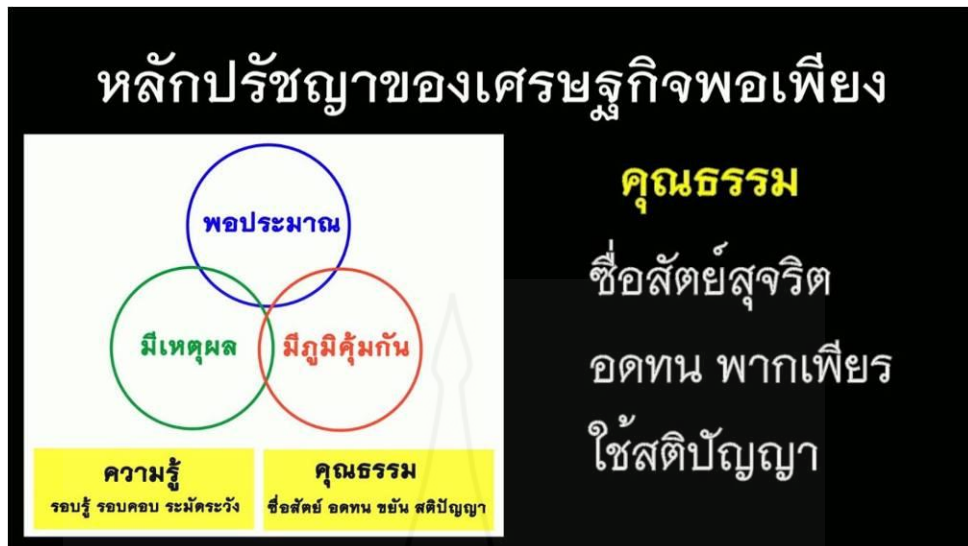 หลักปรัชญาของเศรษฐกิจพอเพียง
พอประมาณ
มีเหตุผล
มีภูมิคุ้มกัน
ความรู้
รอบรู้ รอบคอบ ระมัดระวัง
คุณธรรม
ซื่อสัตย์ อดทน ขยัน สติปัญญา
คุณธรรม
ซื่อสัตย์สุจริต
อดทน พากเพียร
ใช้สติปัญญา